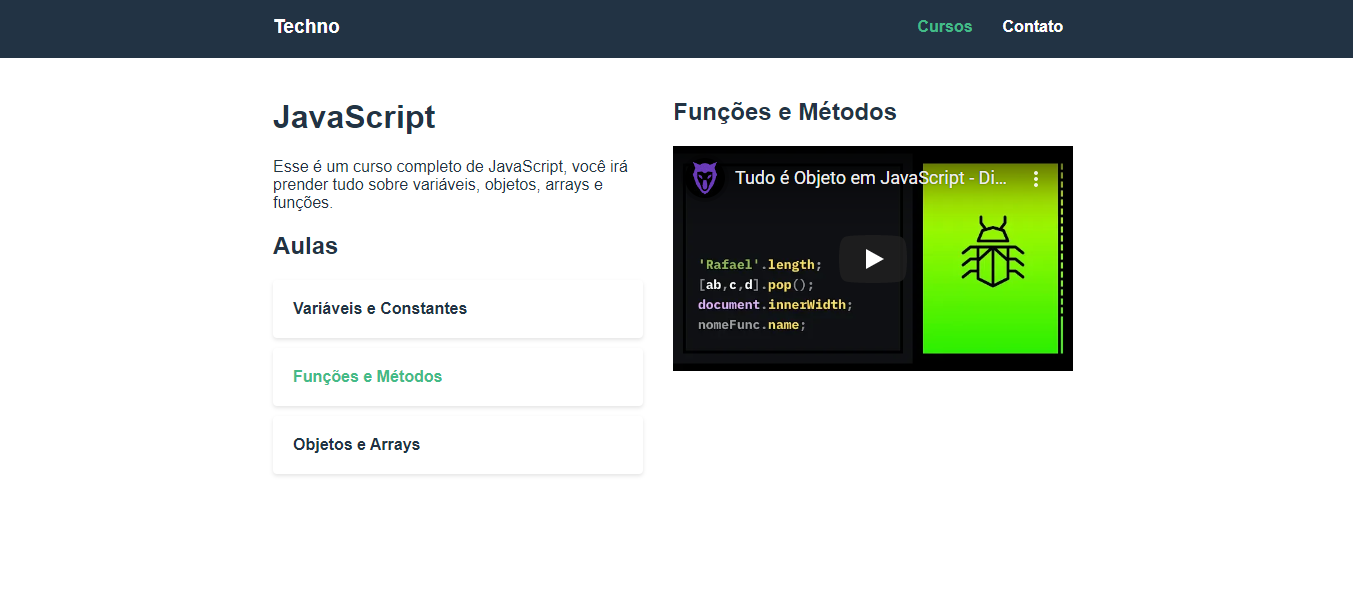 Techno
Cursos
Contato
JavaScript
Esse é um curso completo de JavaScript, você irá
prender tudo sobre variáveis, objetos, arrays e
funções.
Aulas
Variáveis e Constantes
Funções e Métodos
Objetos e Arrays
Funções e Métodos
Tudo é Objeto em JavaScript - Di...
'Rafael'.length;
[ab,c,d].pop();
document.innerWidth;
nomeFunc.name;